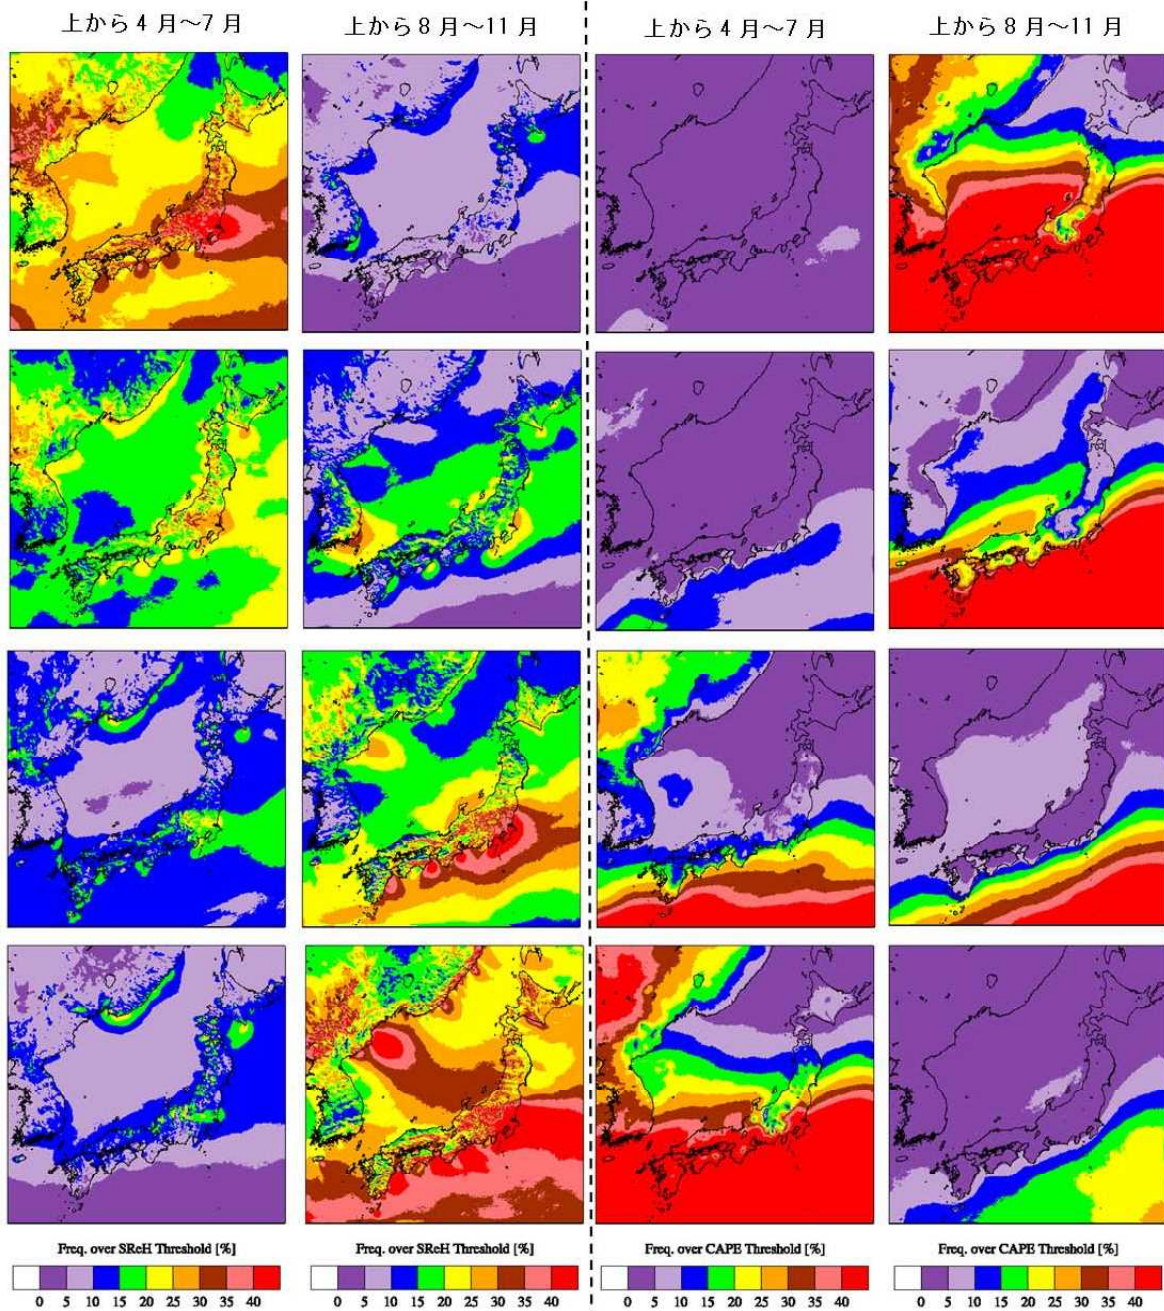 上から4月～7月
上から8月～11月
上から4月～7月
上から8月～11月
Freq. over SReH Threshold [%]
Freq. over SReH Threshold [%]
Freq. over CAPE Threshold [%]
Freq. over CAPE Threshold [%]
0 5 10 15 20 25 30 35 40
0 5 10 15 20 25 30 35 40
0 5 10 15 20 25 30 35 40
0 5 10 15 20 25 30 35 40